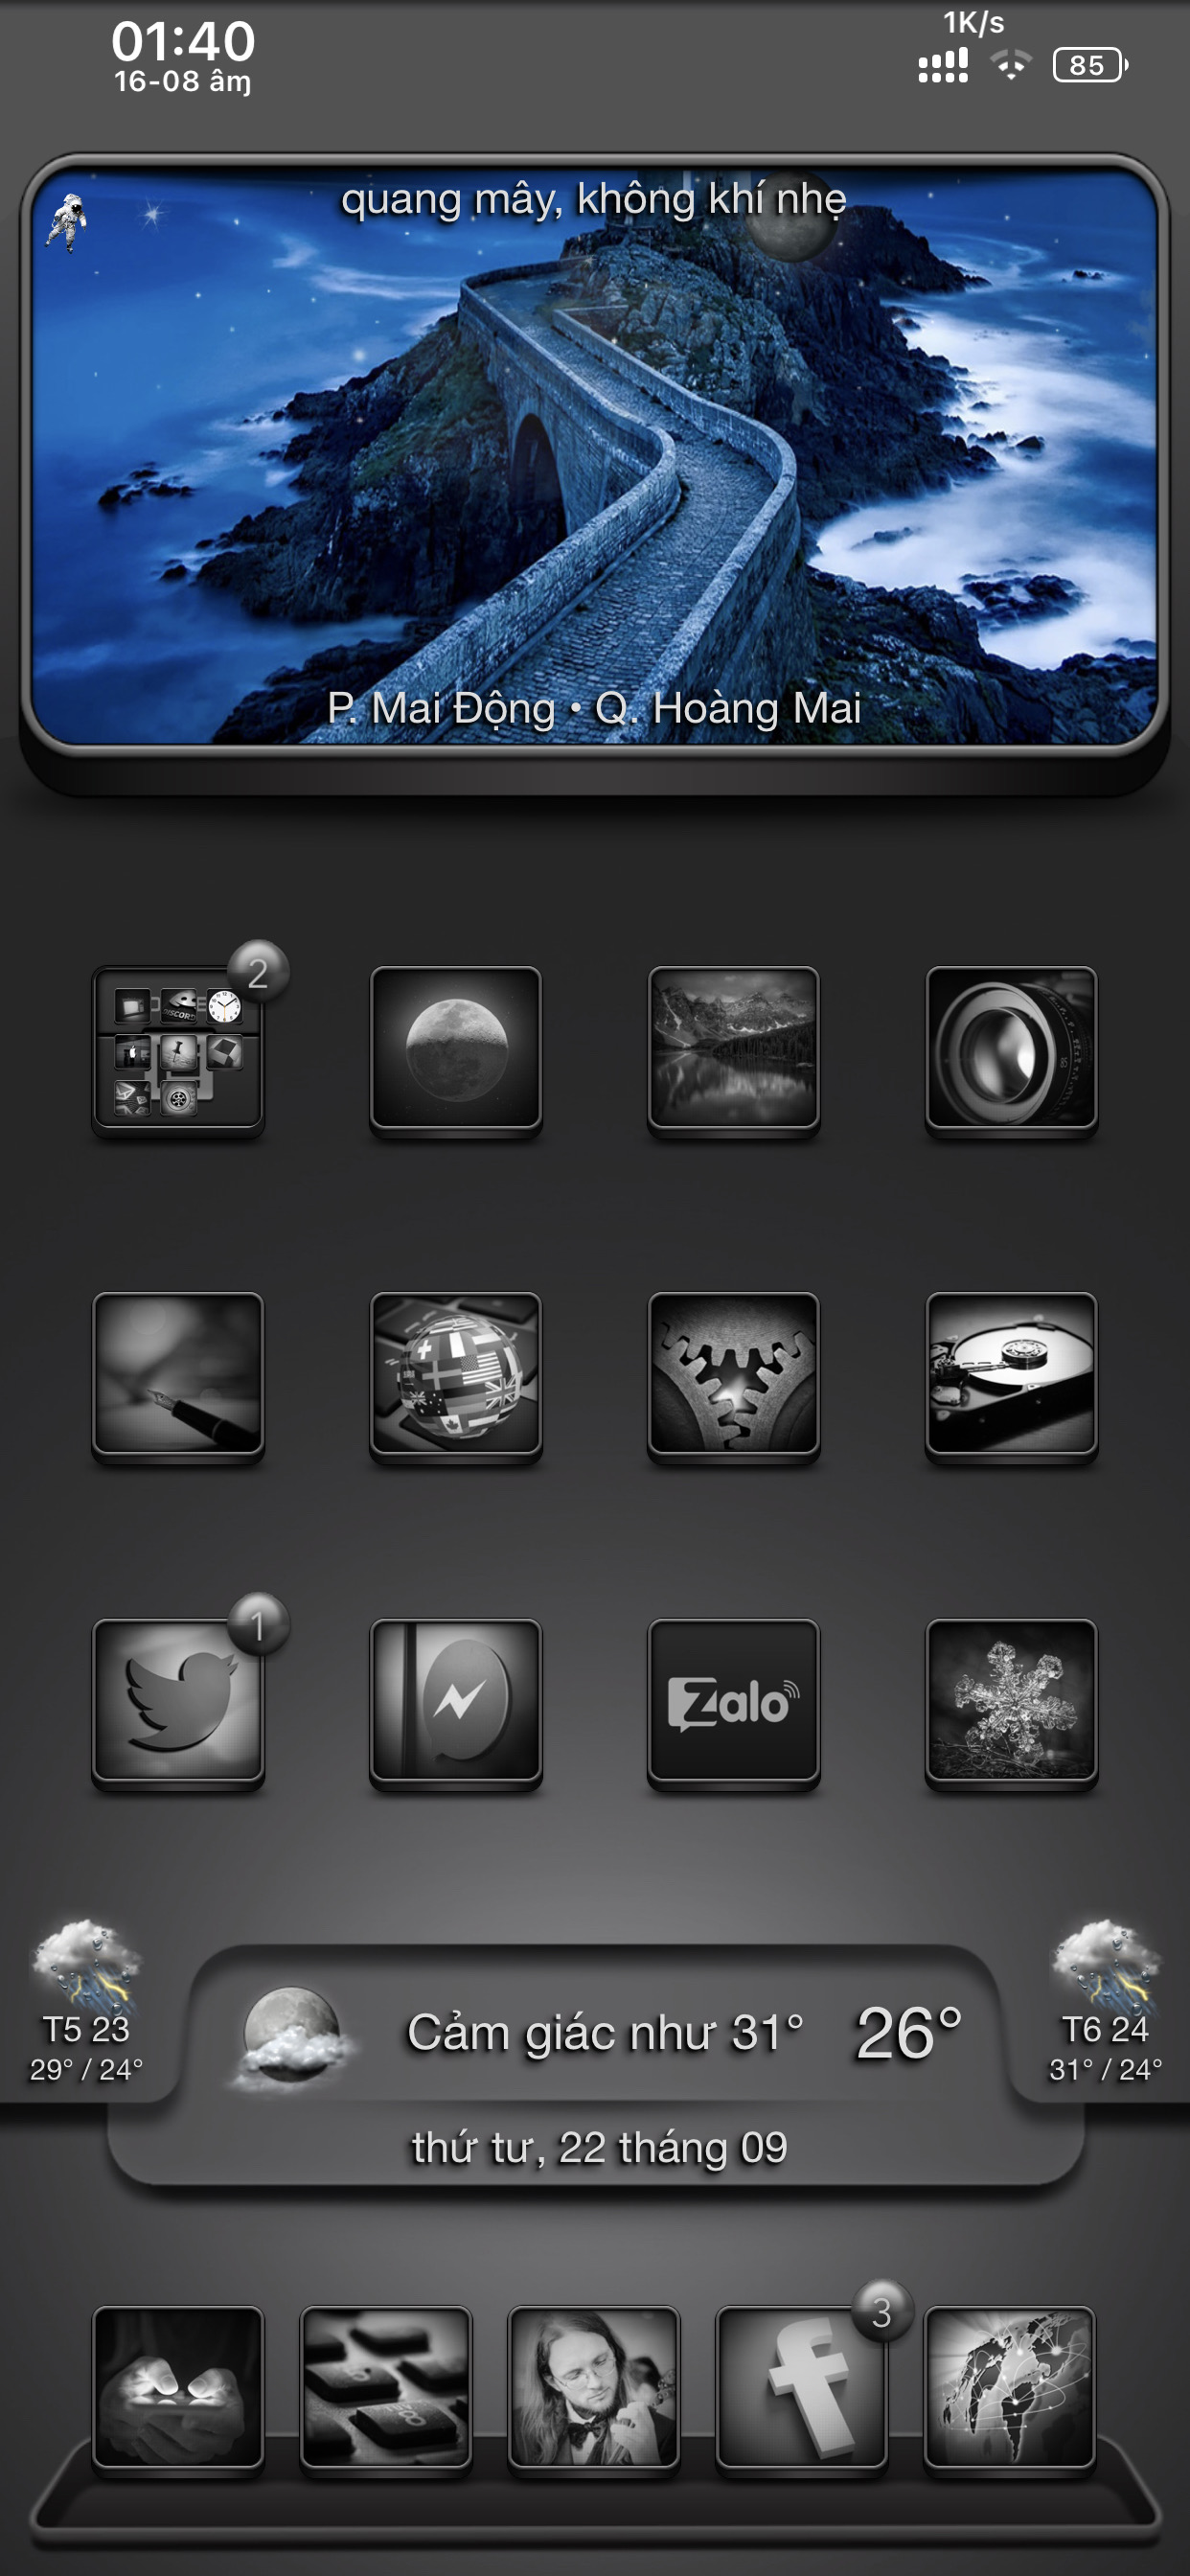 01:40
16-08 âm
1K/s
85
quang mây, không khí nhẹ
P. Mai Động • Q. Hoàng Mai
2
DISCORD
1
Zalo
T5 23
29° / 24°
Cảm giác như 31° 26°
T6 24
31° / 24°
thứ tư, 22 tháng 09
3